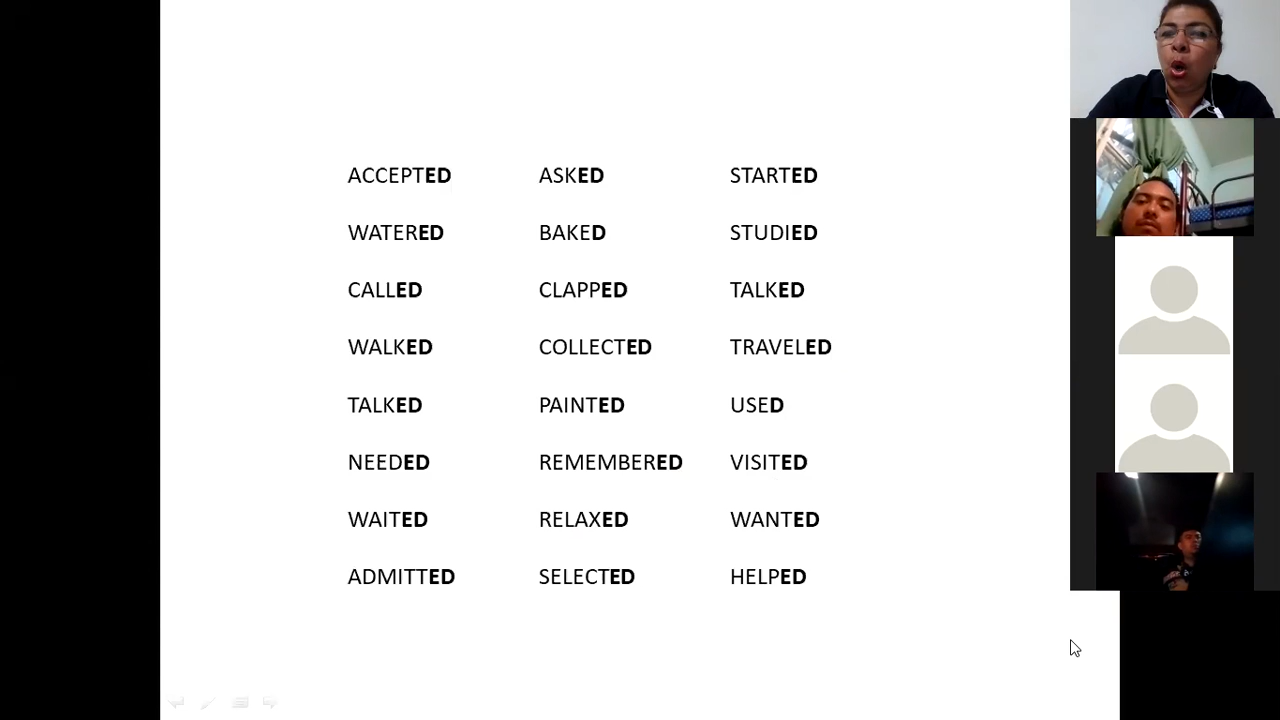 ACCEPTED ASKED STARTED
WATERED BAKED STUDIED
CALLED CLAPPED TALKED
WALKED COLLECTED TRAVELED
TALKED PAINTED USED
NEEDED REMEMBERED VISITED
WAITED RELAXED WANTED
ADMITTED SELECTED HELPED